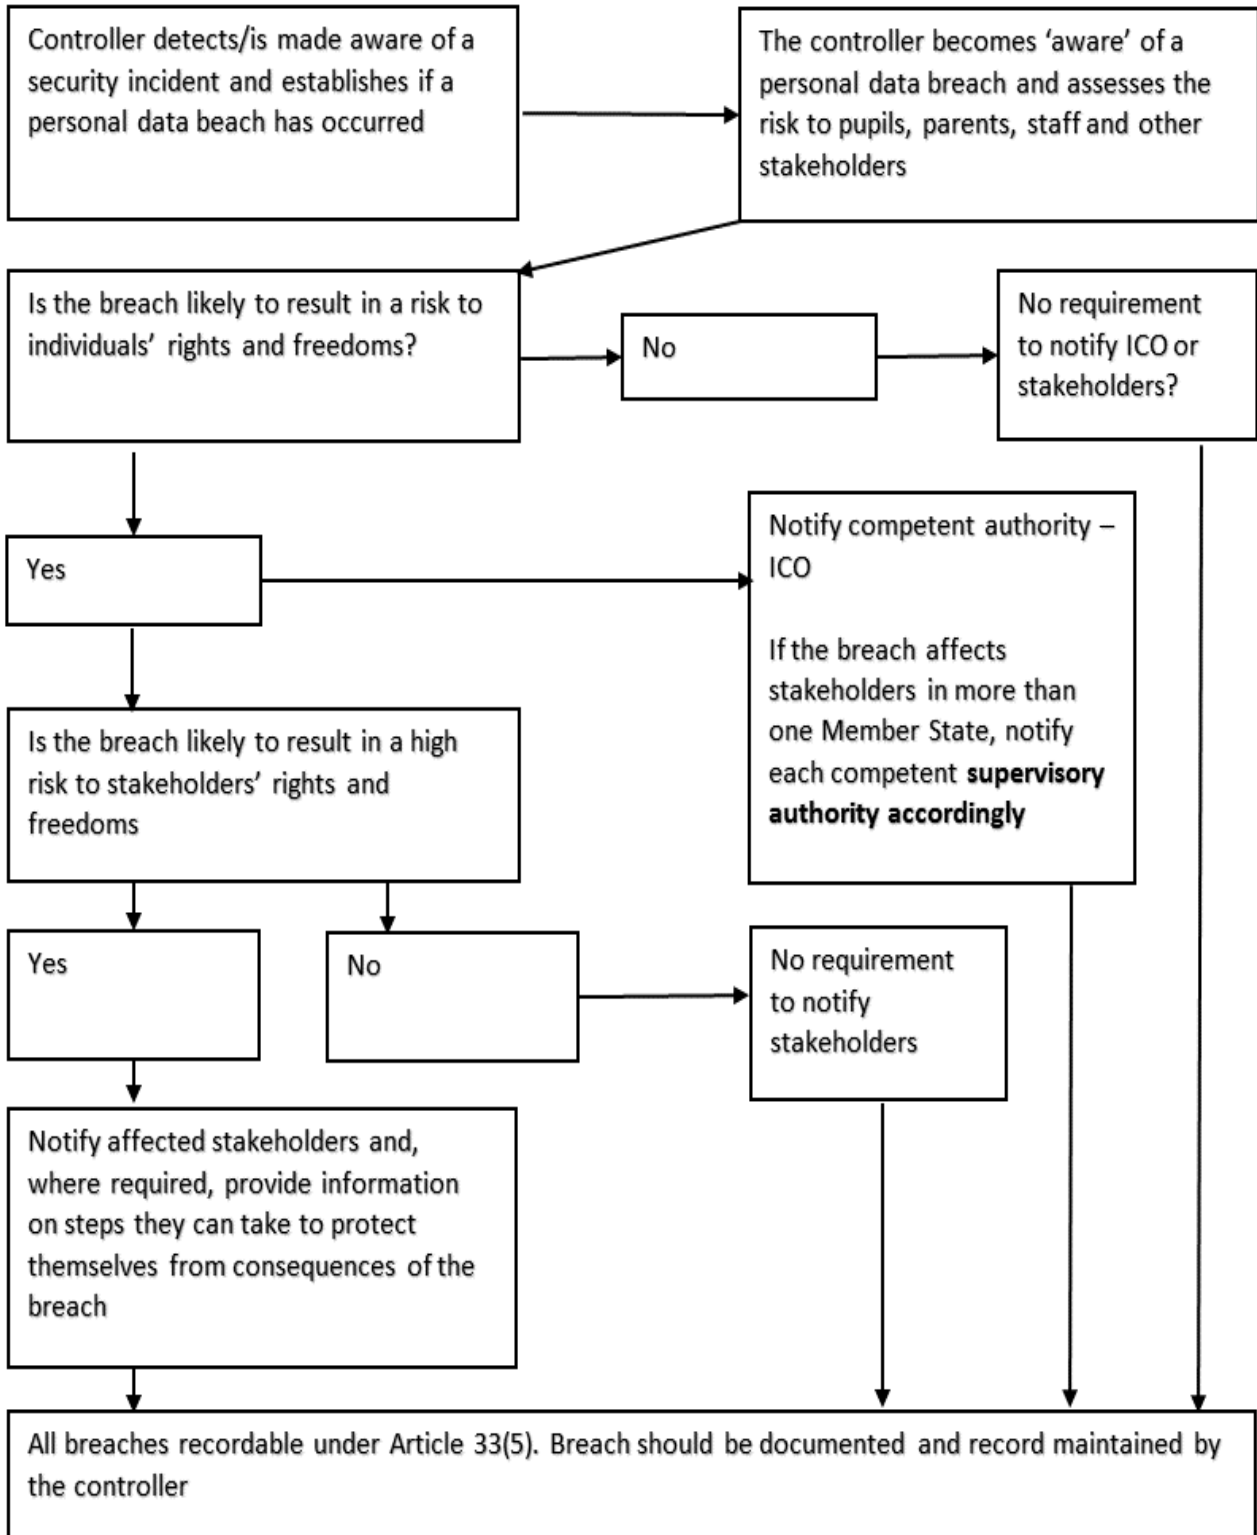 Controller detects/is made aware of a
security incident and establishes if a
personal data beach has occurred
The controller becomes ‘aware’ of a
personal data breach and assesses the
risk to pupils, parents, staff and other
stakeholders
Is the breach likely to result in a risk to
individuals’ rights and freedoms?
No
No requirement
to notify ICO or
stakeholders?
Yes
Notify competent authority –
ICO
If the breach affects
stakeholders in more than
one Member State, notify
each competent supervisory
authority accordingly
Is the breach likely to result in a high
risk to stakeholders’ rights and
freedoms
Yes
No
No requirement
to notify
stakeholders
Notify affected stakeholders and,
where required, provide information
on steps they can take to protect
themselves from consequences of the
breach
All breaches recordable under Article 33(5). Breach should be documented and record maintained by
the controller